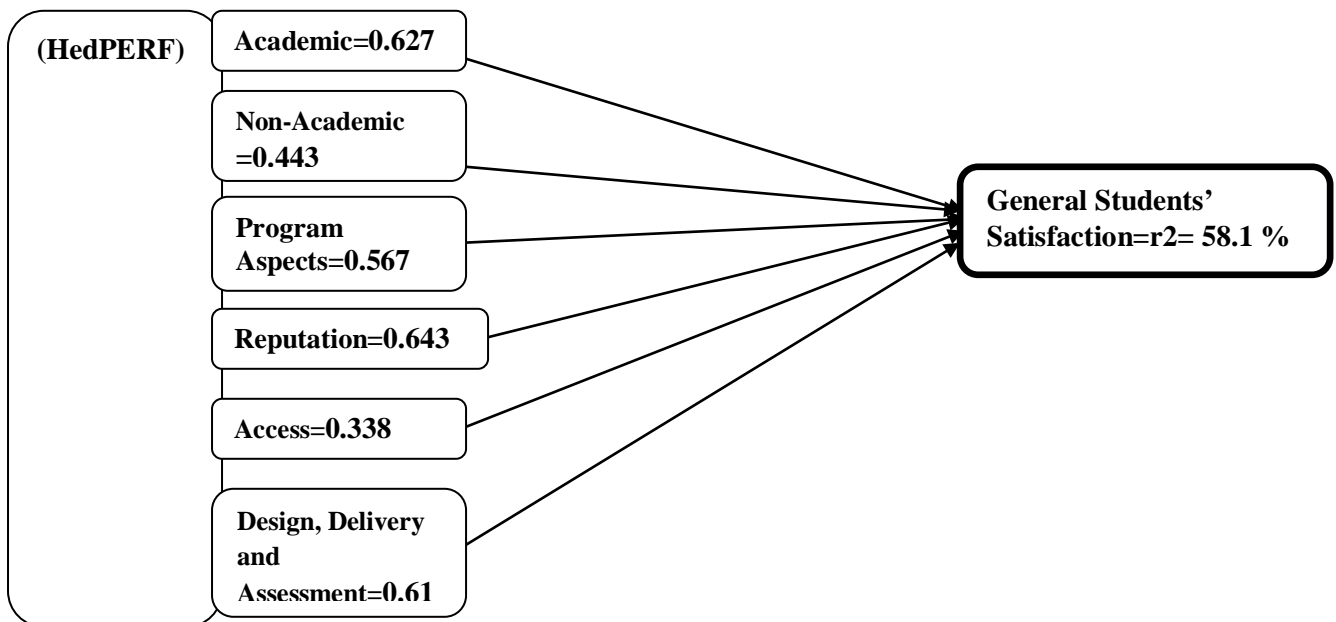 (HedPERF)
Academic=0.627
Non-Academic
=0.443
Program
Aspects=0.567
Reputation=0.643
Access=0.338
Design, Delivery
and
Assessment=0.61
General Students’
Satisfaction=r2= 58.1 %